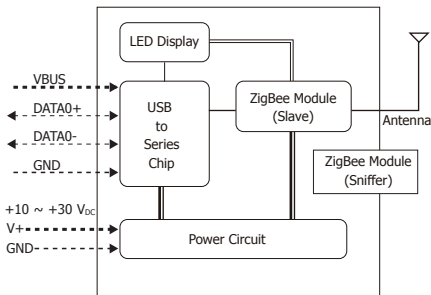 LED Display
VBUS
DATA0+
DATA0-
GND
USB
to
Series
Chip
ZigBee Module
(Slave)
Antenna
ZigBee Module
(Sniffer)
+10 ~ +30 VDC
V+
GND
Power Circuit